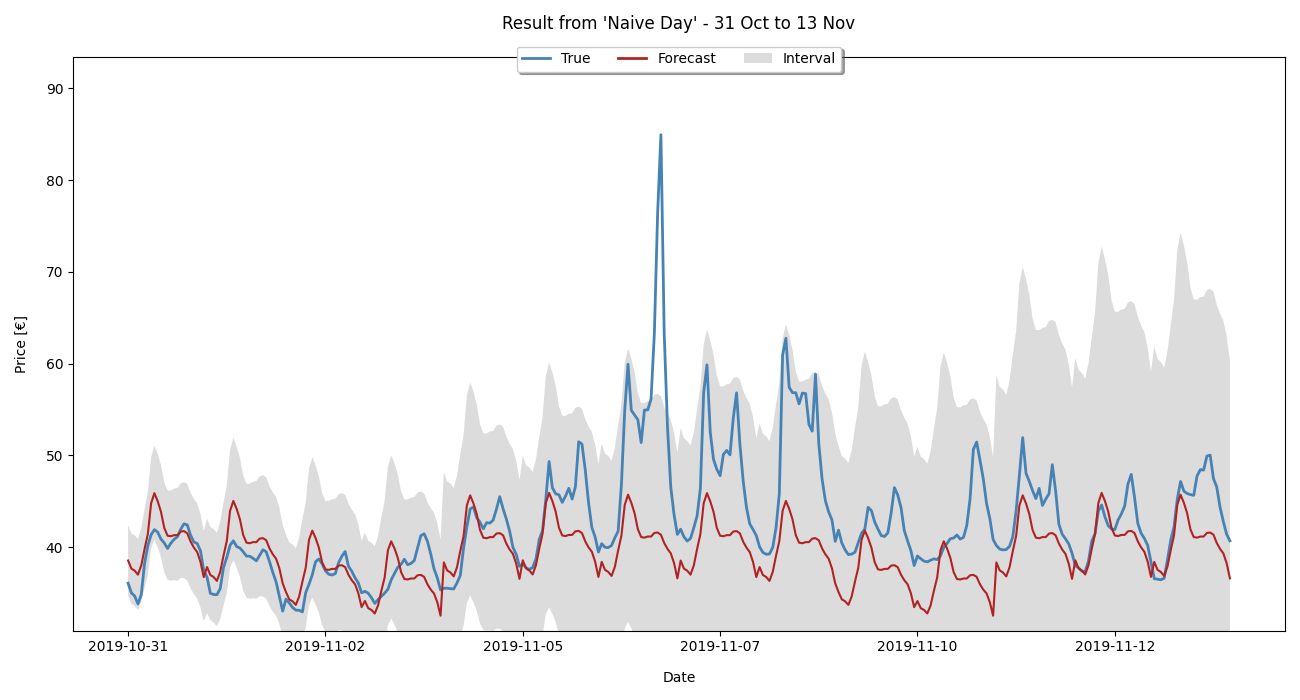 Result from 'Naive Day' - 31 Oct to 13 Nov
True Forecast Interval
90
80
70
60
50
40
Price [€]
2019-10-31 2019-11-02 2019-11-05 2019-11-07 2019-11-10 2019-11-12
Date